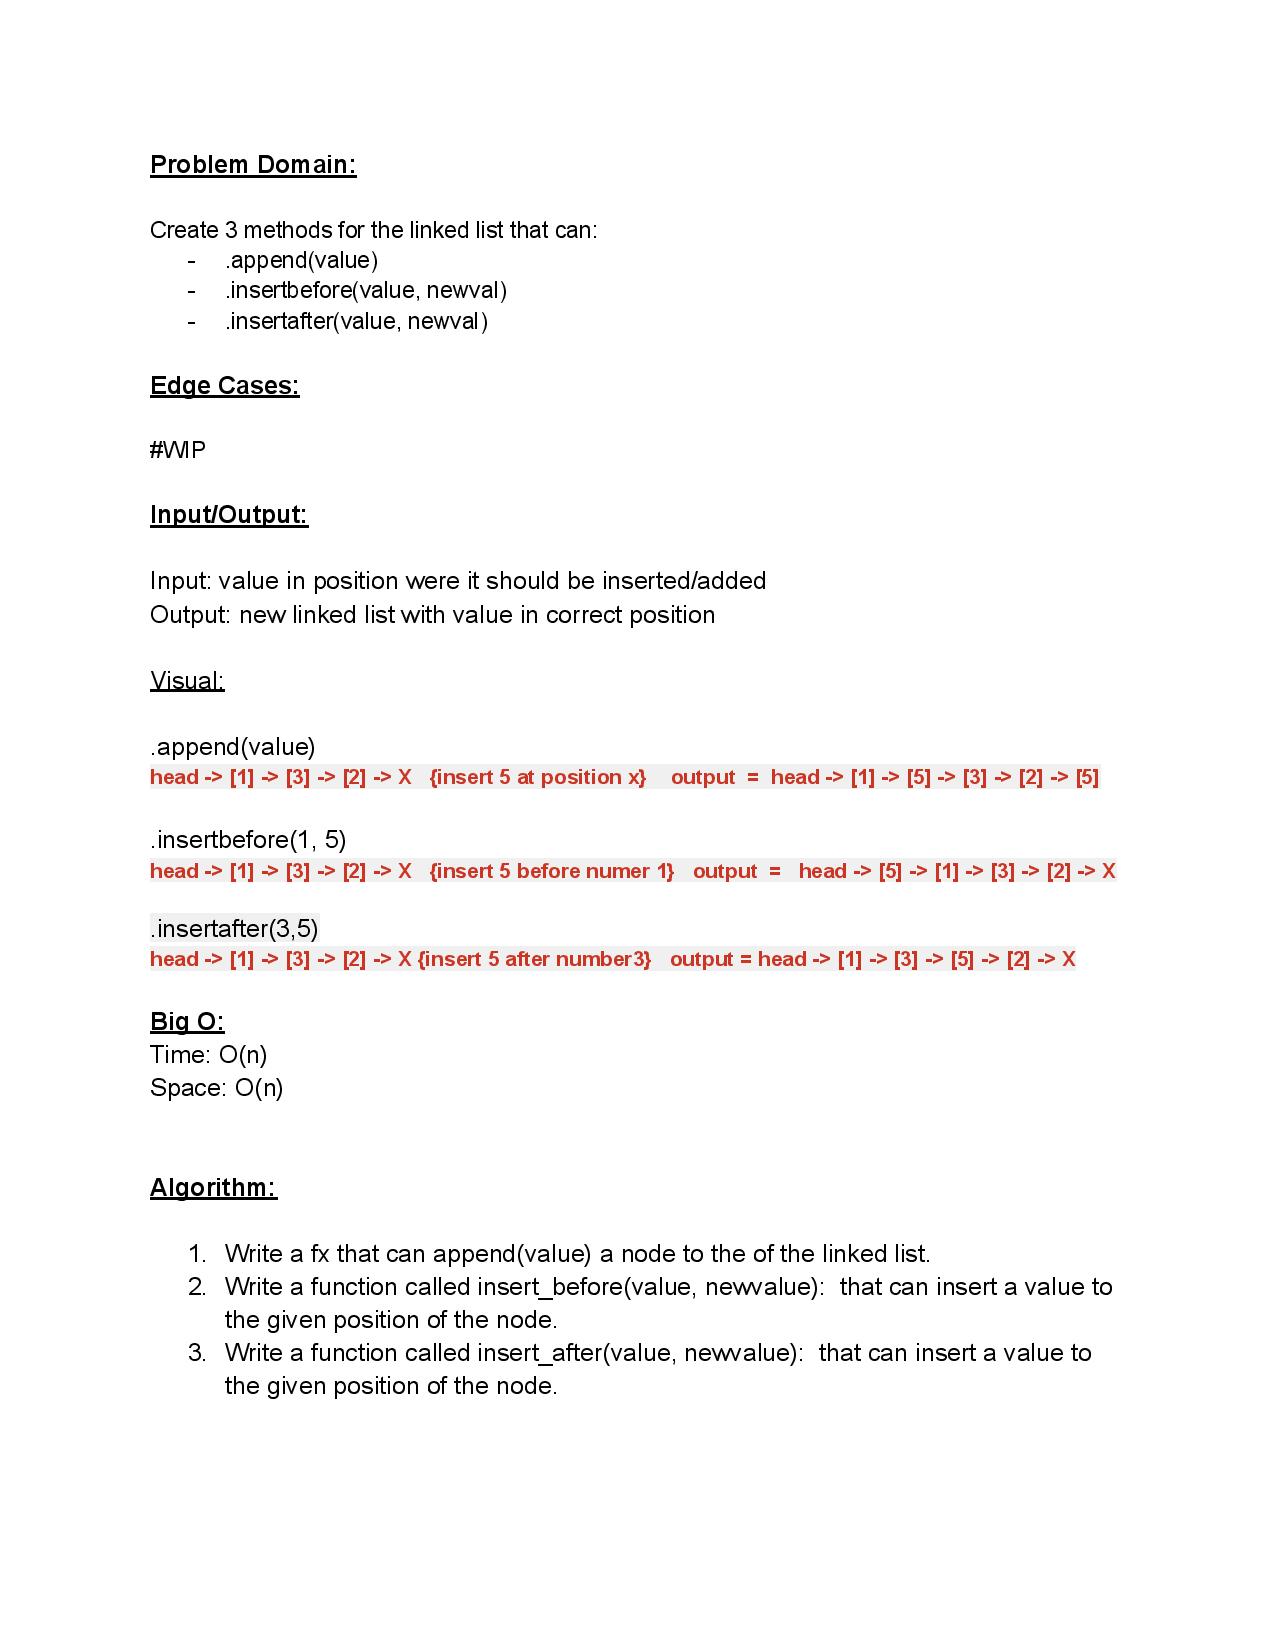 Problem Domain:
Create 3 methods for the linked list that can:
- .append(value)
- .insertbefore(value, newval)
- .insertafter(value, newval)
Edge Cases:
#WIP
Input/Output:
Input: value in position were it should be inserted/added
Output: new linked list with value in correct position
Visual:
.append(value)
head -> [1] -> [3] -> [2] -> X {insert 5 at position x} output = head -> [1] -> [5] -> [3] -> [2] -> [5]
.insertbefore(1, 5)
head -> [1] -> [3] -> [2] -> X {insert 5 before numer 1} output = head -> [5] -> [1] -> [3] -> [2] -> X
.insertafter(3,5)
head -> [1] -> [3] -> [2] -> X {insert 5 after number3} output = head -> [1] -> [3] -> [5] -> [2] -> X
Big O:
Time: O(n)
Space: O(n)
Algorithm:
1. Write a fx that can append(value) a node to the of the linked list.
2. Write a function called insert_before(value, newvalue): that can insert a value to
the given position of the node.
3. Write a function called insert_after(value, newvalue): that can insert a value to
the given position of the node.